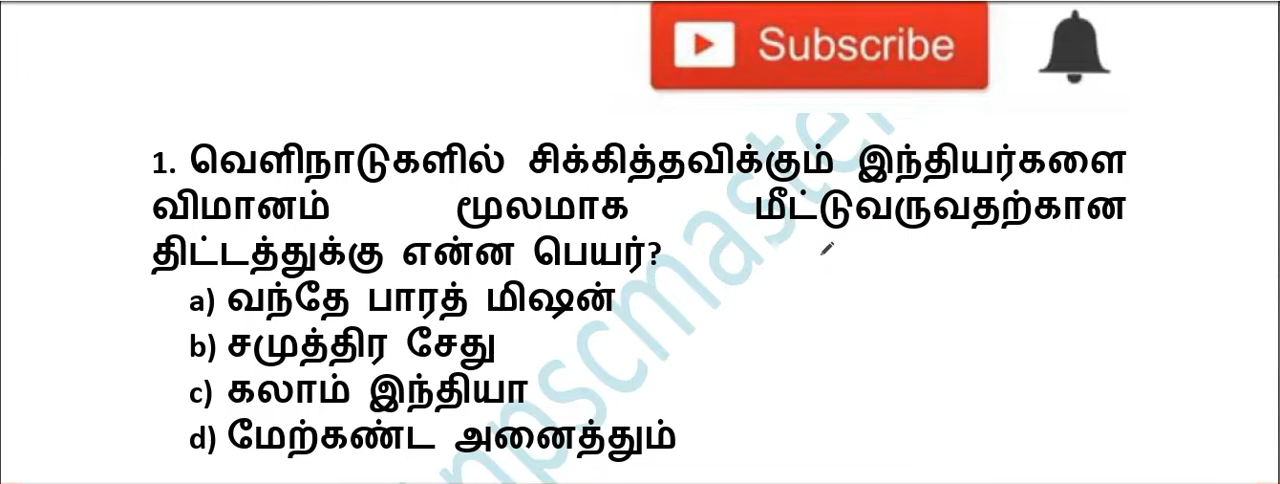 Subscribe
1. வெளிநாடுகளில் சிக்கித்தவிக்கும் இந்தியர்களை
விமானம் மூலமாக மீட்டுவருவதற்கான
திட்டத்துக்கு என்ன பெயர்?
a) வந்தே பாரத் மிஷன்
b) சமுத்திர சேது
c) கலாம் இந்தியா
d) மேற்கண்ட அனைத்தும்